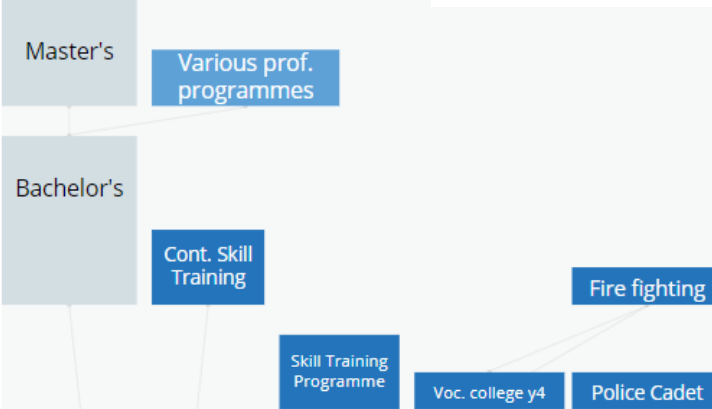 Master's
Various prof.
programmes
Bachelor's
Cont. Skill
Training
Fire fighting
Skill Training
Programme
Voc. college y4
Police Cadet